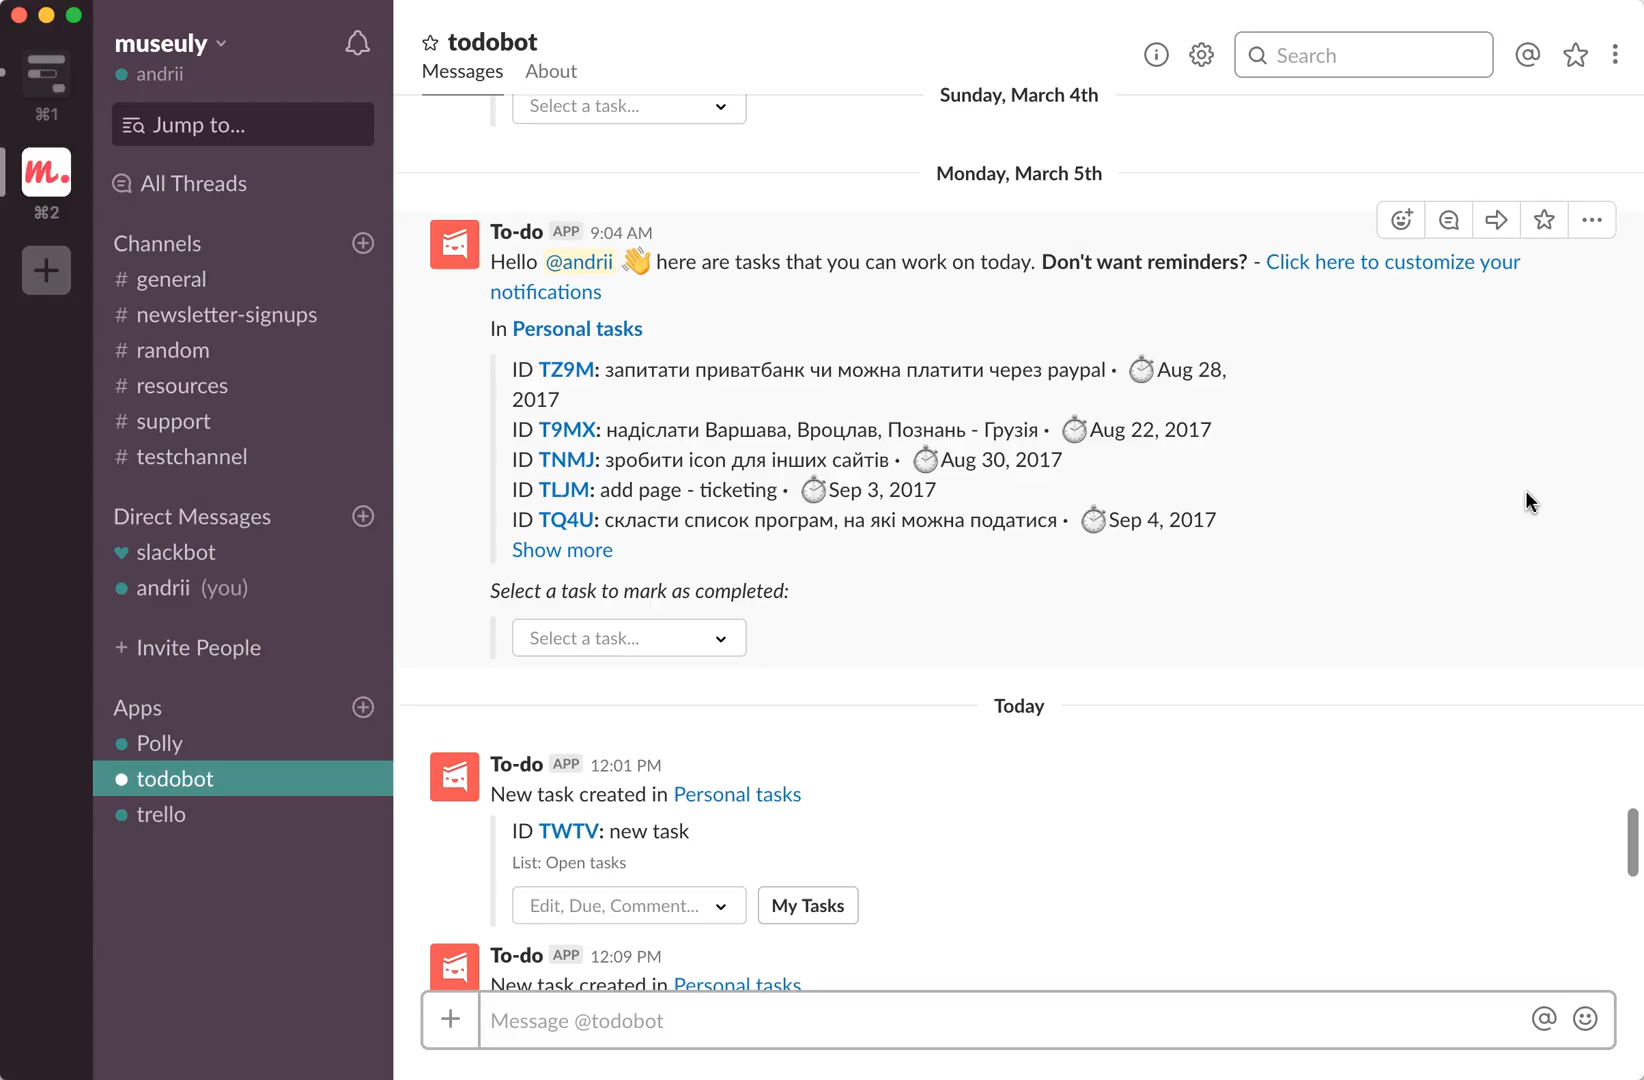 museuly
andrii
⌘1
m.
⌘2
Jump to...
All Threads
Channels
# general
# newsletter-signups
# random
# resources
# support
# testchannel
Direct Messages
slackbot
andrii (you)
+ Invite People
Apps
Polly
todobot
trello
todobot
Messages About
Search
Select a task...
Sunday, March 4th
Monday, March 5th
To-do APP 9:04 AM
Hello @andrii 👋 here are tasks that you can work on today. Don't want reminders? - Click here to customize your
notifications
In Personal tasks
ID TZ9M: запитати приватбанк чи можна платити через paypal • ⏱Aug 28,
2017
ID T9MX: надіслати Варшава, Вроцлав, Познань - Грузія • ⏱Aug 22, 2017
ID TNMJ: зробити icon для інших сайтів • ⏱Aug 30, 2017
ID TLJM: add page - ticketing • ⏱Sep 3, 2017
ID TQ4U: скласти список програм, на які можна податися • ⏱Sep 4, 2017
Show more
Select a task to mark as completed:
Select a task...
Today
To-do APP 12:01 PM
New task created in Personal tasks
ID TWTV: new task
List: Open tasks
Edit, Due, Comment... My Tasks
To-do APP 12:09 PM
New task created in Personal tasks
Message @todobot